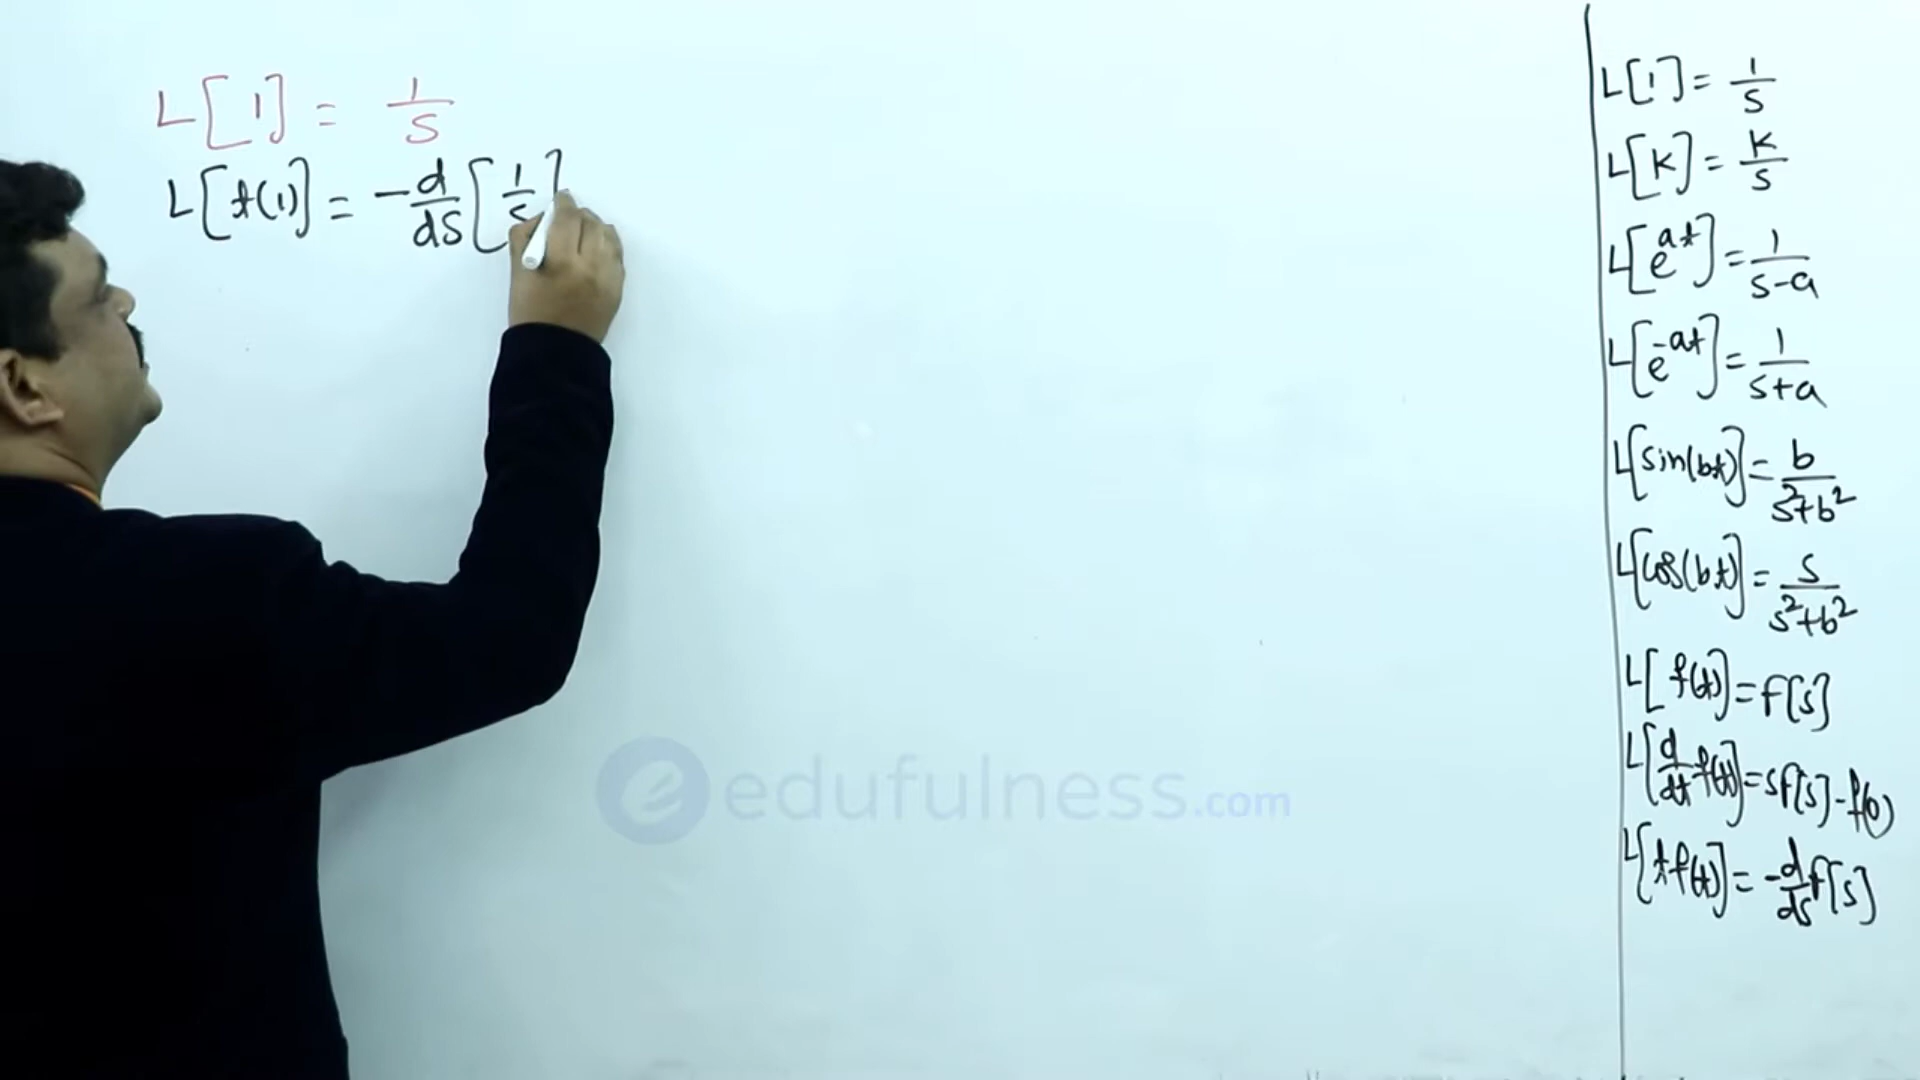 L[1] = 1/s
L[t(1)] = -d/ds [1/s]
L[1] = 1/s
L[k] = k/s
L[e^at] = 1/s-a
L[e^-at] = 1/s+a
L[sin(bt)] = b/s²+b²
L[cos(bt)] = s/s²+b²
L[f(t)] = F[s]
L[d/dt f(t)] = sF[s]-f(0)
L[tf(t)] = -d/ds F[s]
edufulness.com